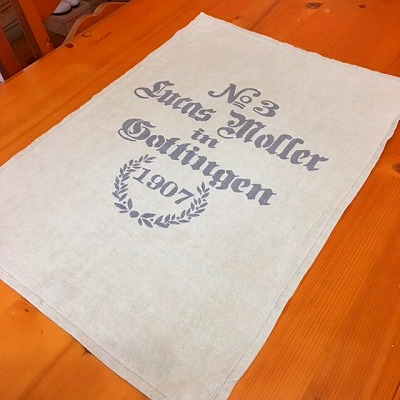 No 3
Lucas Moller
in
Gottingen
1907